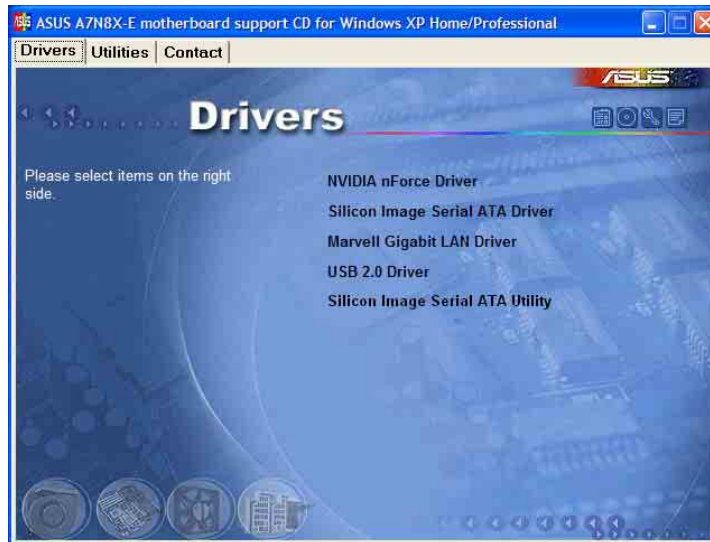 ASUS A7N8X-E motherboard support CD for Windows XP Home/Professional
Drivers Utilities Contact
ASUS
Drivers
Please select items on the right
side.
NVIDIA nForce Driver
Silicon Image Serial ATA Driver
Marvell Gigabit LAN Driver
USB 2.0 Driver
Silicon Image Serial ATA Utility